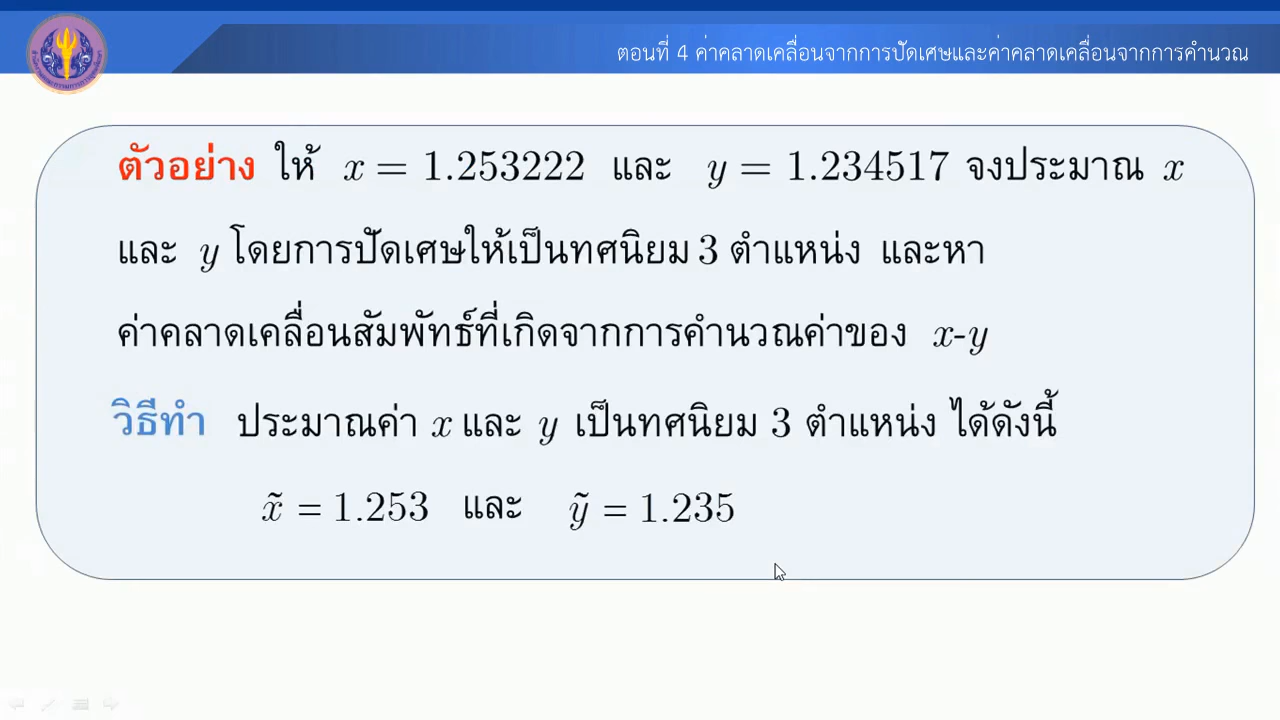 ตอนที่ 4 ค่าคลาดเคลื่อนจากการปัดเศษและค่าคลาดเคลื่อนจากการคำนวณ
ตัวอย่าง ให้ x = 1.253222 และ y = 1.234517 จงประมาณ x
และ y โดยการปัดเศษให้เป็นทศนิยม 3 ตำแหน่ง และหา
ค่าคลาดเคลื่อนสัมพัทธ์ที่เกิดจากการคำนวณค่าของ x-y
วิธีทำ ประมาณค่า x และ y เป็นทศนิยม 3 ตำแหน่ง ได้ดังนี้
x̃ = 1.253 และ ỹ = 1.235